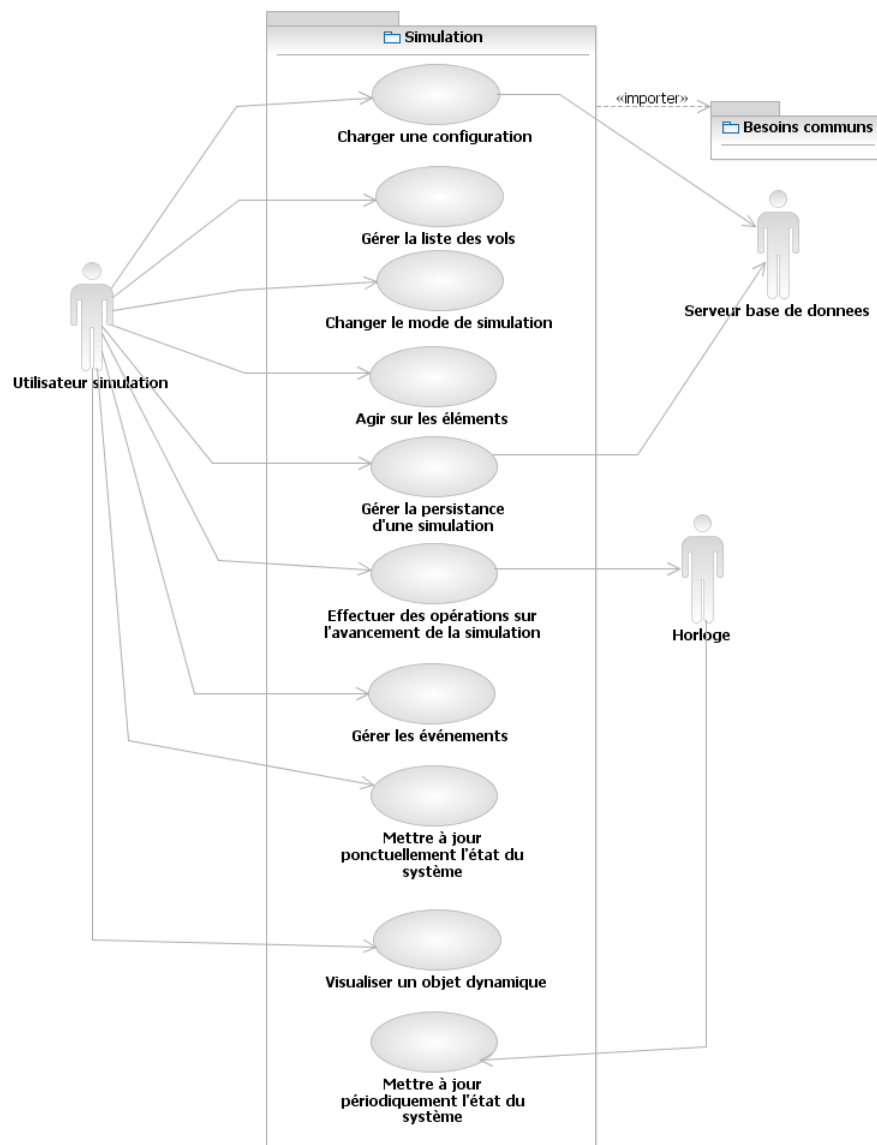 Simulation
«importer»
Besoins communs
Charger une configuration
Gérer la liste des vols
Serveur base de donnees
Changer le mode de simulation
Utilisateur simulation
Agir sur les éléments
Gérer la persistance
d'une simulation
Effectuer des opérations sur
l'avancement de la simulation
Horloge
Gérer les événements
Mettre à jour
ponctuellement l'état du
système
Visualiser un objet dynamique
Mettre à jour
périodiquement l'état du
système